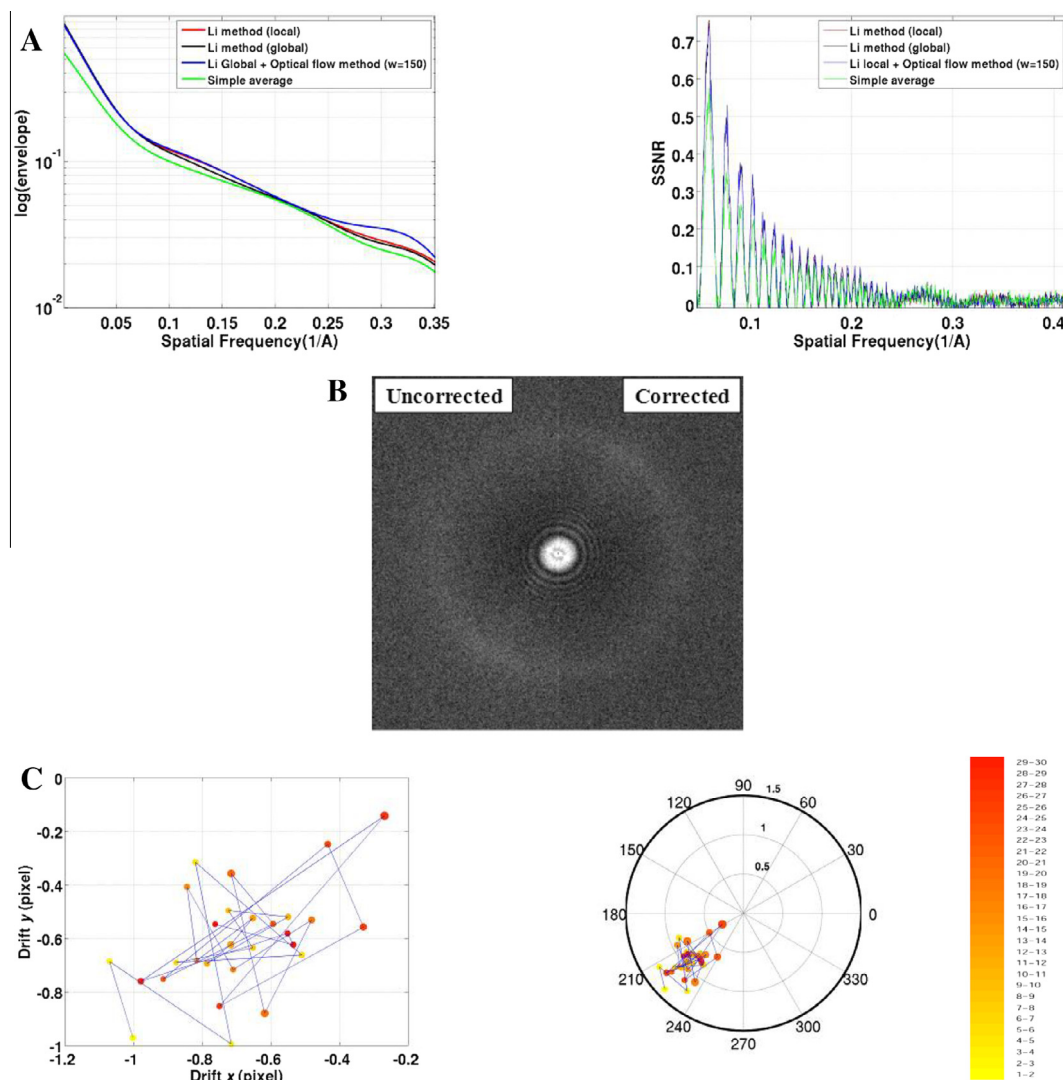 A
Li method (local)
Li method (global)
Li Global + Optical flow method (w=150)
Simple average
log(envelope)
10⁻¹
10⁻²
0.05 0.1 0.15 0.2 0.25 0.3 0.35
Spatial Frequency(1/A)
Li method (local)
Li method (global)
Li local + Optical flow method (w=150)
Simple average
SSNR
0.7
0.6
0.5
0.4
0.3
0.2
0.1
0
0.1 0.2 0.3 0.4
Spatial Frequency(1/A)
B
Uncorrected Corrected
C
Drift y (pixel)
0
-0.2
-0.4
-0.6
-0.8
-1
-1.2 -1 -0.8 -0.6 -0.4 -0.2
Drift x (pixel)
90
1.5
120 60
1
150 0.5 30
180 0
210 330
240 300
270
29-30
28-29
27-28
26-27
25-26
24-25
23-24
22-23
21-22
20-21
19-20
18-19
17-18
16-17
15-16
14-15
13-14
12-13
11-12
10-11
9-10
8-9
7-8
6-7
5-6
4-5
3-4
2-3
1-2